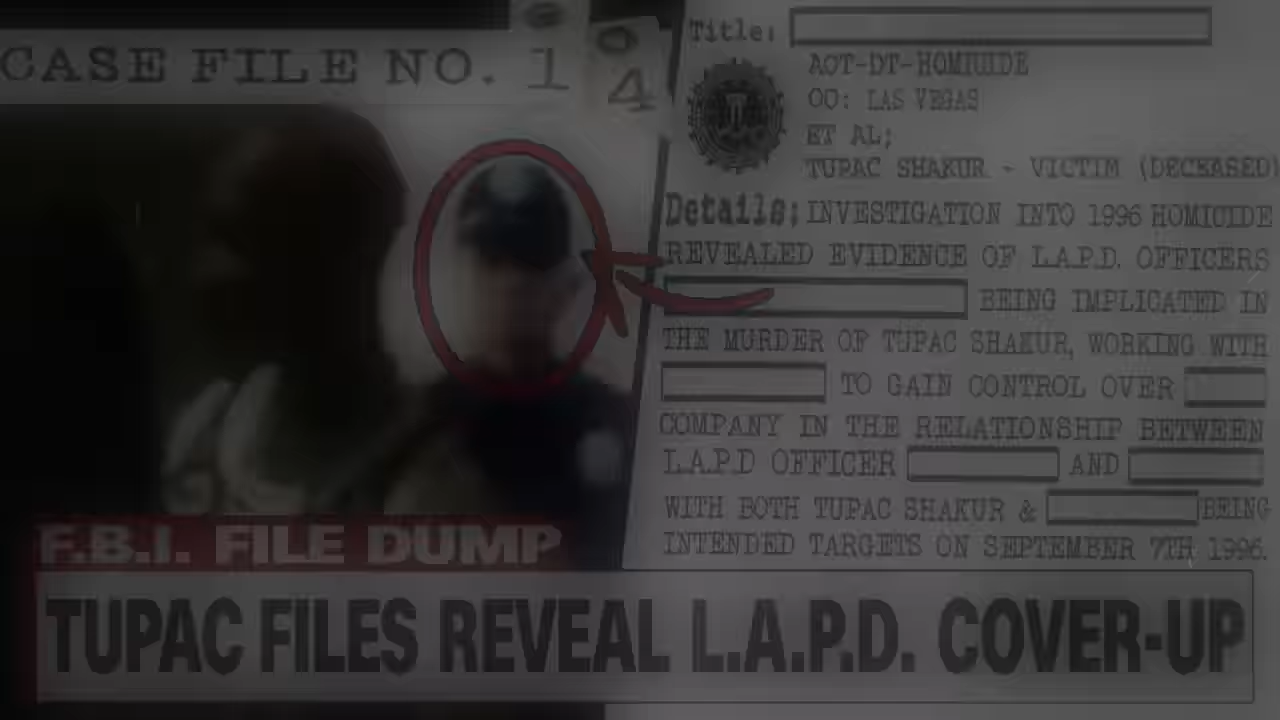 CASE FILE NO. 1
0
4
Title:
AOT-DT-HOMICIDE
OO: LAS VEGAS
ET AL;
TUPAC SHAKUR - VICTIM (DECEASED)
Details: INVESTIGATION INTO 1996 HOMICIDE
REVEALED EVIDENCE OF L.A.P.D. OFFICERS
BEING IMPLICATED IN
THE MURDER OF TUPAC SHAKUR, WORKING WITH
TO GAIN CONTROL OVER
COMPANY IN THE RELATIONSHIP BETWEEN
L.A.P.D OFFICER AND
WITH BOTH TUPAC SHAKUR & BEING
INTENDED TARGETS ON SEPTEMBER 7TH 1996.
F.B.I. FILE DUMP
TUPAC FILES REVEAL L.A.P.D. COVER-UP